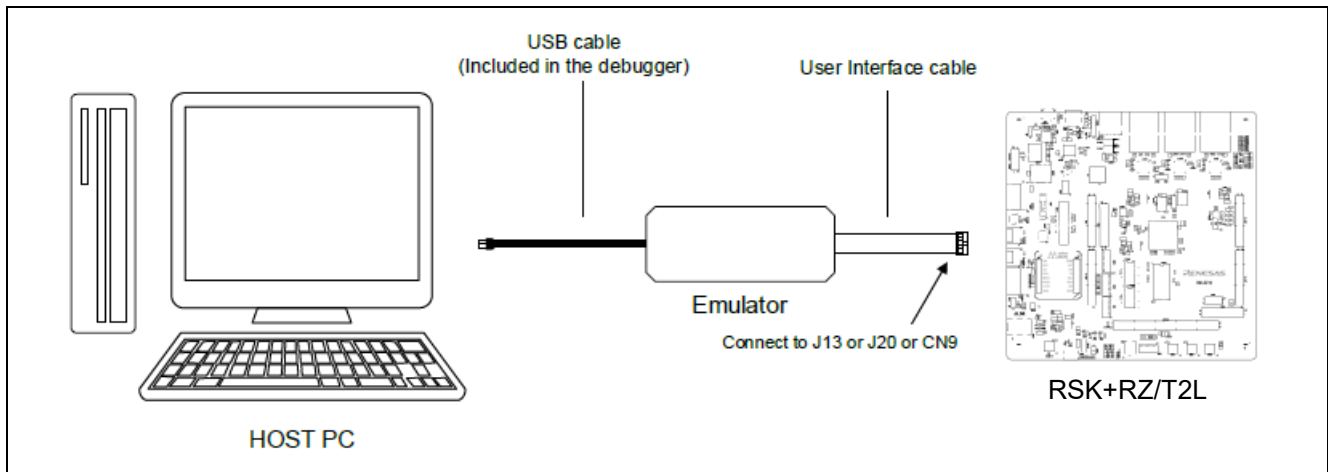 USB cable
(Included in the debugger)
User Interface cable
Emulator
Connect to J13 or J20 or CN9
RENESAS
RSK+RZ/T2L
HOST PC